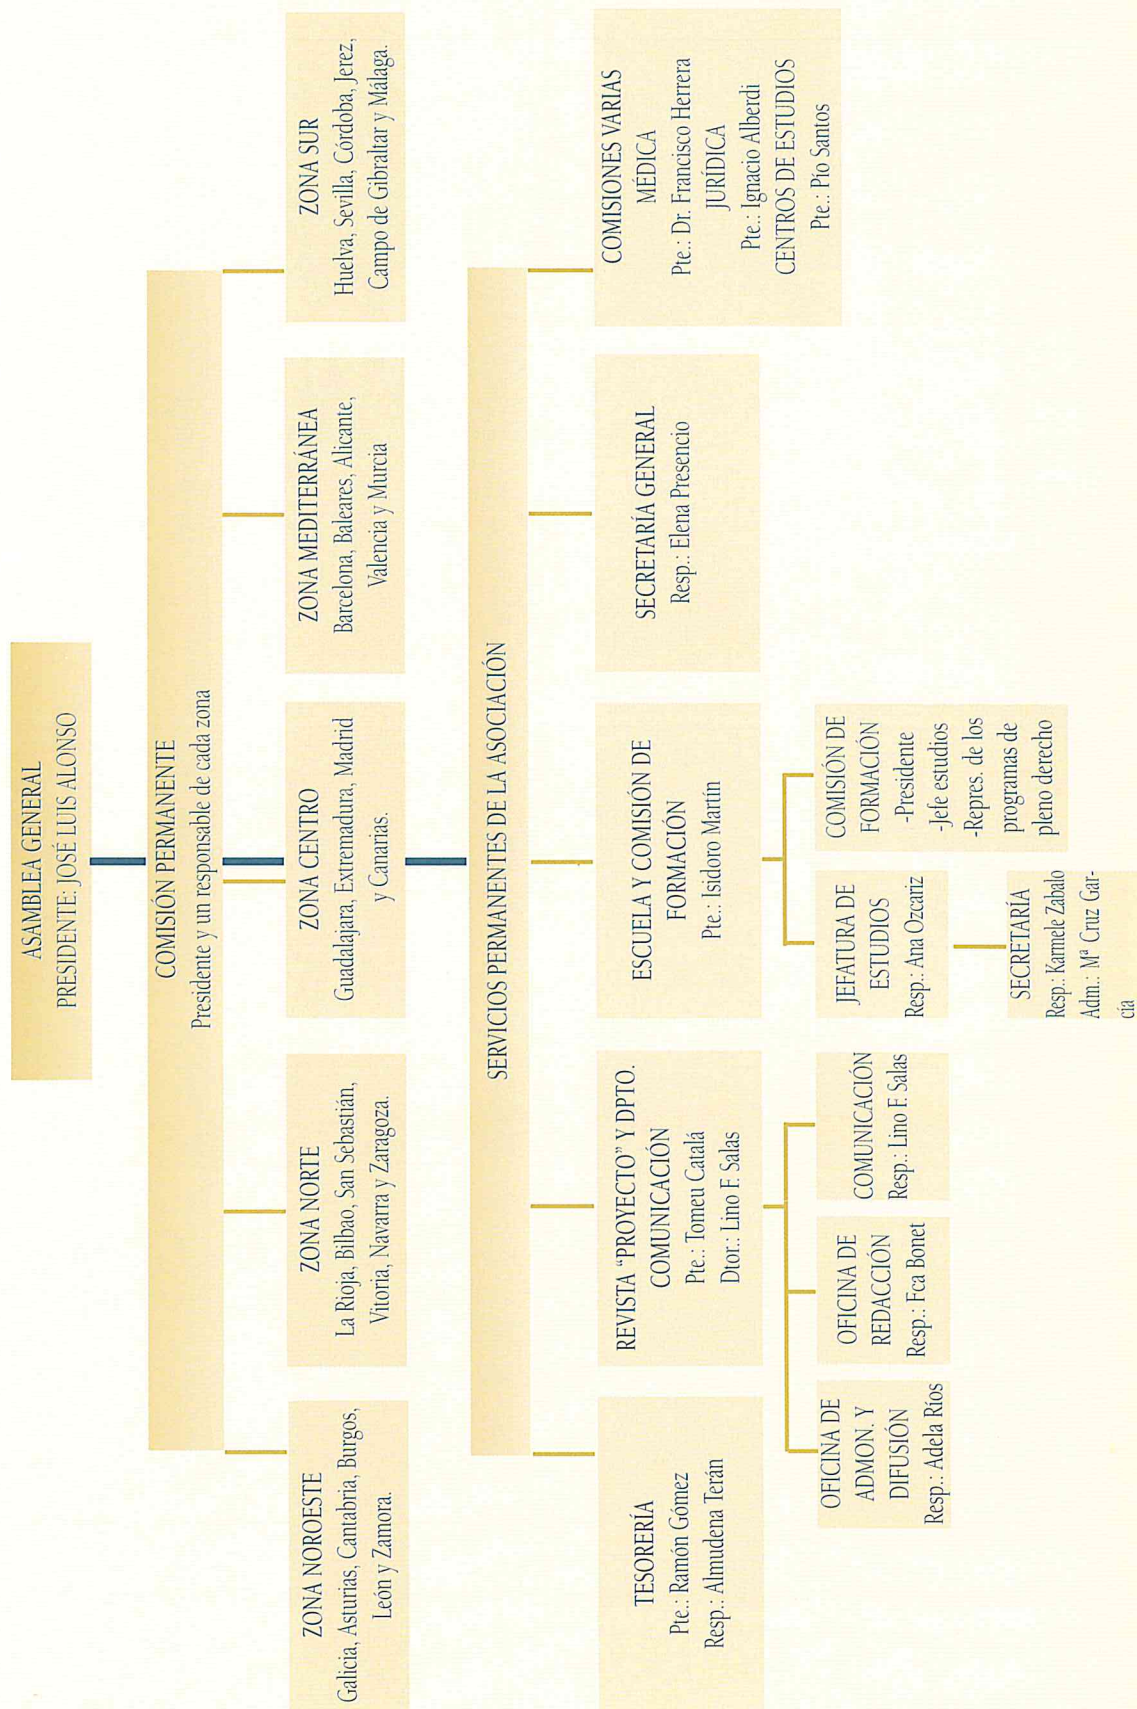 ASAMBLEA GENERAL
PRESIDENTE: JOSÉ LUIS ALONSO
COMISIÓN PERMANENTE
Presidente y un responsable de cada zona
ZONA NOROESTE
Galicia, Asturias, Cantabria, Burgos,
León y Zamora.
ZONA NORTE
La Rioja, Bilbao, San Sebastián,
Vitoria, Navarra y Zaragoza.
ZONA CENTRO
Guadalajara, Extremadura, Madrid
y Canarias.
ZONA MEDITERRÁNEA
Barcelona, Baleares, Alicante,
Valencia y Murcia
ZONA SUR
Huelva, Sevilla, Córdoba, Jerez,
Campo de Gibraltar y Málaga.
SERVICIOS PERMANENTES DE LA ASOCIACIÓN
TESORERÍA
Pte.: Ramón Gómez
Resp.: Almudena Terán
REVISTA “PROYECTO” Y DPTO.
COMUNICACIÓN
Pte.: Tomeu Catalá
Dtor.: Lino F. Salas
ESCUELA Y COMISIÓN DE
FORMACIÓN
Pte.: Isidoro Martín
SECRETARÍA GENERAL
Resp.: Elena Presencio
COMISIONES VARIAS
MÉDICA
Pte.: Dr. Francisco Herrera
JURÍDICA
Pte.: Ignacio Alberdi
CENTROS DE ESTUDIOS
Pte.: Pío Santos
OFICINA DE
ADMON. Y
DIFUSIÓN
Resp.: Adela Ríos
OFICINA DE
REDACCIÓN
Resp.: Fca Bonet
COMUNICACIÓN
Resp.: Lino F. Salas
JEFATURA DE
ESTUDIOS
Resp.: Ana Ozcariz
COMISIÓN DE
FORMACIÓN
-Presidente
-Jefe estudios
-Repres. de los
programas de
pleno derecho
SECRETARÍA
Resp.: Karmele Zabalo
Adm.: Mª Cruz Gar-
cía